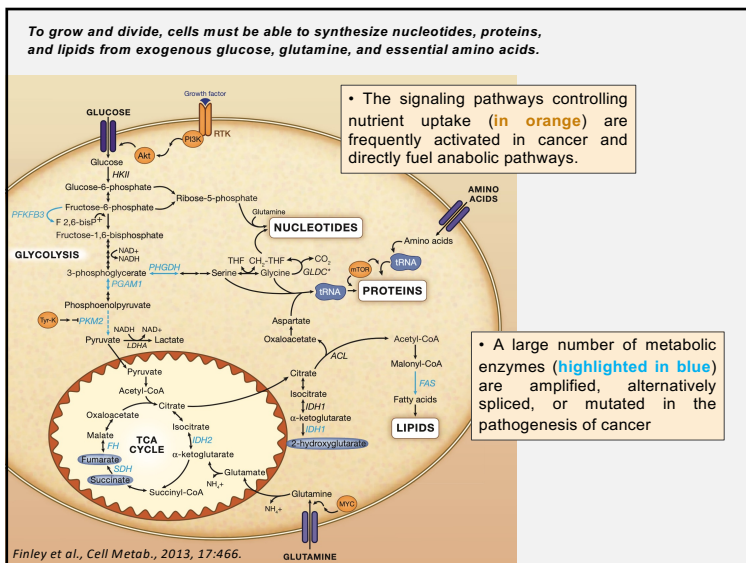 To grow and divide, cells must be able to synthesize nucleotides, proteins,
and lipids from exogenous glucose, glutamine, and essential amino acids.
• The signaling pathways controlling
nutrient uptake (in orange) are
frequently activated in cancer and
directly fuel anabolic pathways.
Growth factor
GLUCOSE
RTK
PI3K
Akt
Glucose
HKII
Glucose-6-phosphate
Ribose-5-phosphate
Fructose-6-phosphate
PFKFB3
F 2,6-bisP
+
Fructose-1,6-bisphosphate
Glutamine
NUCLEOTIDES
AMINO
ACIDS
Amino acids
GLYCOLYSIS
NAD+
NADH
THF CH2-THF
CO2
GLDC*
mTOR
tRNA
3-phosphoglycerate
PHGDH
Serine
Glycine
PGAM1
tRNA
PROTEINS
Phosphoenolpyruvate
Tyr-K
PKM2
Aspartate
NADH NAD+
Oxaloacetate
Pyruvate
LDHA
Lactate
Acetyl-CoA
ACL
Malonyl-CoA
FAS
Fatty acids
LIPIDS
• A large number of metabolic
enzymes (highlighted in blue)
are amplified, alternatively
spliced, or mutated in the
pathogenesis of cancer
Pyruvate
Acetyl-CoA
Citrate
Citrate
Oxaloacetate
Isocitrate
Isocitrate
IDH1
Malate
TCA
CYCLE
IDH2
α-ketoglutarate
FH
α-ketoglutarate
IDH1
Fumarate
2-hydroxyglutarate
SDH
Glutamate
Succinate
NH4+
Succinyl-CoA
Glutamine
NH4+
MYC
GLUTAMINE
Finley et al., Cell Metab., 2013, 17:466.